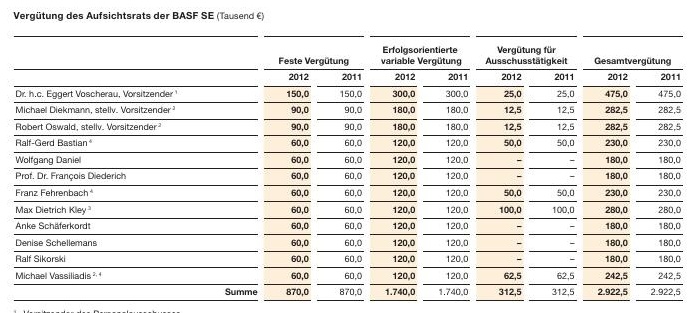 Vergütung des Aufsichtsrats der BASF SE (Tausend €)
Feste Vergütung Erfolgsorientierte variable Vergütung Vergütung für Ausschusstätigkeit Gesamtvergütung
2012 2011 2012 2011 2012 2011 2012 2011
Dr. h.c. Eggert Voscherau, Vorsitzender ¹ 150,0 150,0 300,0 300,0 25,0 25,0 475,0 475,0
Michael Diekmann, stellv. Vorsitzender ² 90,0 90,0 180,0 180,0 12,5 12,5 282,5 282,5
Robert Oswald, stellv. Vorsitzender ² 90,0 90,0 180,0 180,0 12,5 12,5 282,5 282,5
Ralf-Gerd Bastian ⁴ 60,0 60,0 120,0 120,0 50,0 50,0 230,0 230,0
Wolfgang Daniel 60,0 60,0 120,0 120,0 – – 180,0 180,0
Prof. Dr. François Diederich 60,0 60,0 120,0 120,0 – – 180,0 180,0
Franz Fehrenbach ⁴ 60,0 60,0 120,0 120,0 50,0 50,0 230,0 230,0
Max Dietrich Kley ³ 60,0 60,0 120,0 120,0 100,0 100,0 280,0 280,0
Anke Schäferkordt 60,0 60,0 120,0 120,0 – – 180,0 180,0
Denise Schellemans 60,0 60,0 120,0 120,0 – – 180,0 180,0
Ralf Sikorski 60,0 60,0 120,0 120,0 – – 180,0 180,0
Michael Vassiliadis ²· ⁴ 60,0 60,0 120,0 120,0 62,5 62,5 242,5 242,5
Summe 870,0 870,0 1.740,0 1.740,0 312,5 312,5 2.922,5 2.922,5